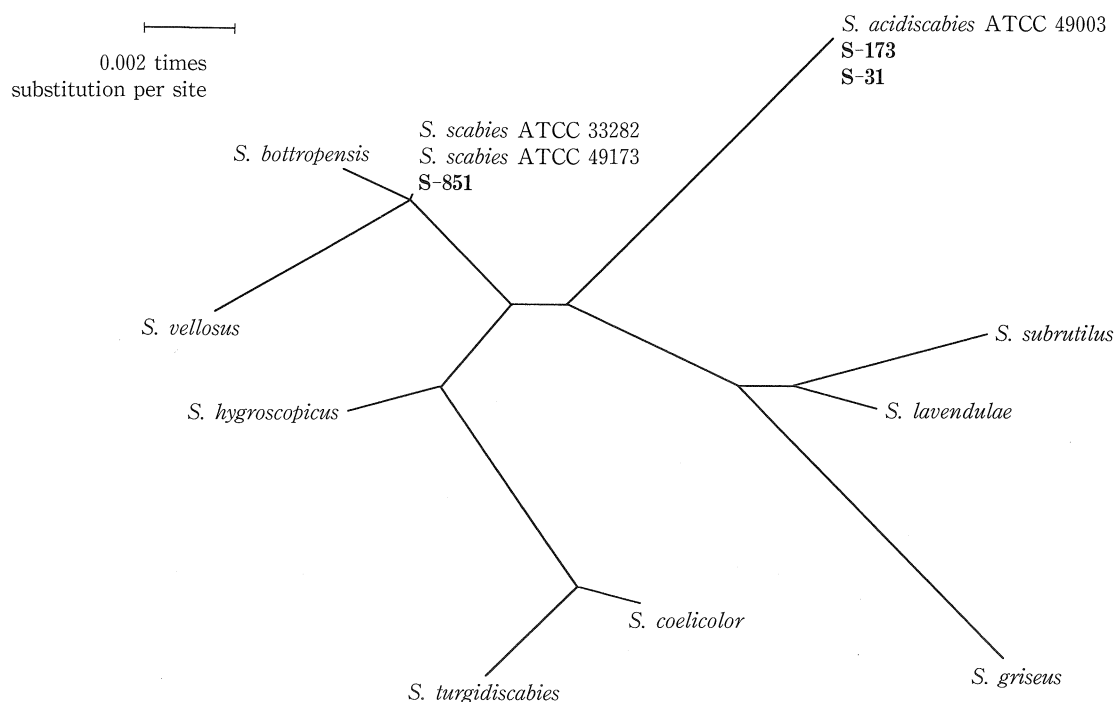 S. acidiscabies ATCC 49003
S-173
S-31
0.002 times
substitution per site
S. scabies ATCC 33282
S. scabies ATCC 49173
S-851
S. bottropensis
S. vellosus
S. subrutilus
S. hygroscopicus
S. lavendulae
S. coelicolor
S. griseus
S. turgidiscabies